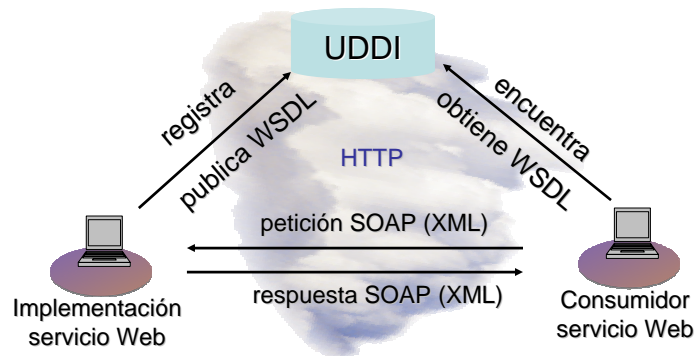 UDDI
registra
publica WSDL
encuentra
obtiene WSDL
HTTP
petición SOAP (XML)
respuesta SOAP (XML)
Implementación
servicio Web
Consumidor
servicio Web